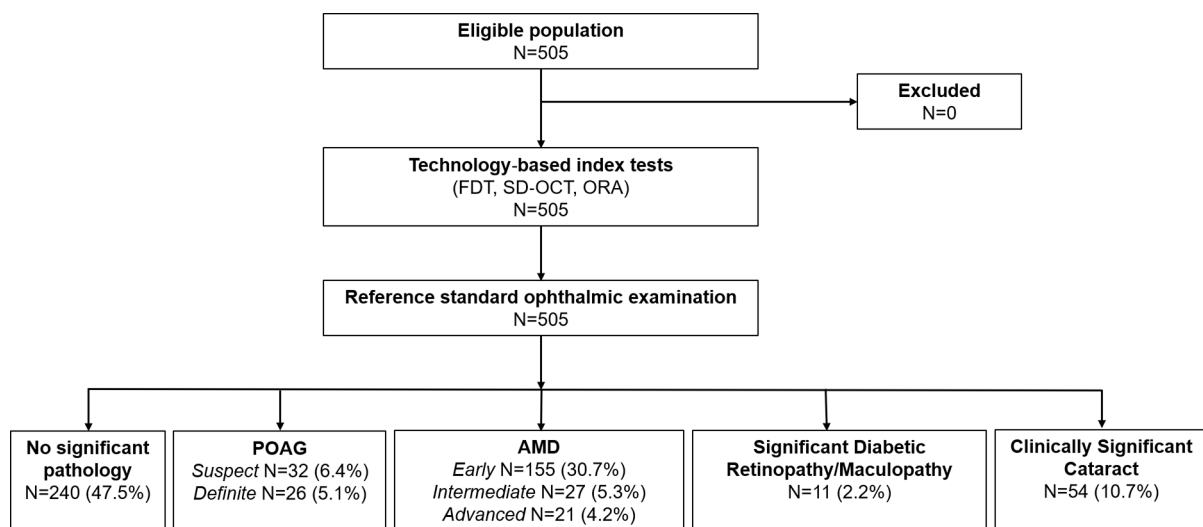 Eligible population
N=505
Excluded
N=0
Technology-based index tests
(FDT, SD-OCT, ORA)
N=505
Reference standard ophthalmic examination
N=505
No significant
pathology
N=240 (47.5%)
POAG
Suspect N=32 (6.4%)
Definite N=26 (5.1%)
AMD
Early N=155 (30.7%)
Intermediate N=27 (5.3%)
Advanced N=21 (4.2%)
Significant Diabetic
Retinopathy/Maculopathy
N=11 (2.2%)
Clinically Significant
Cataract
N=54 (10.7%)